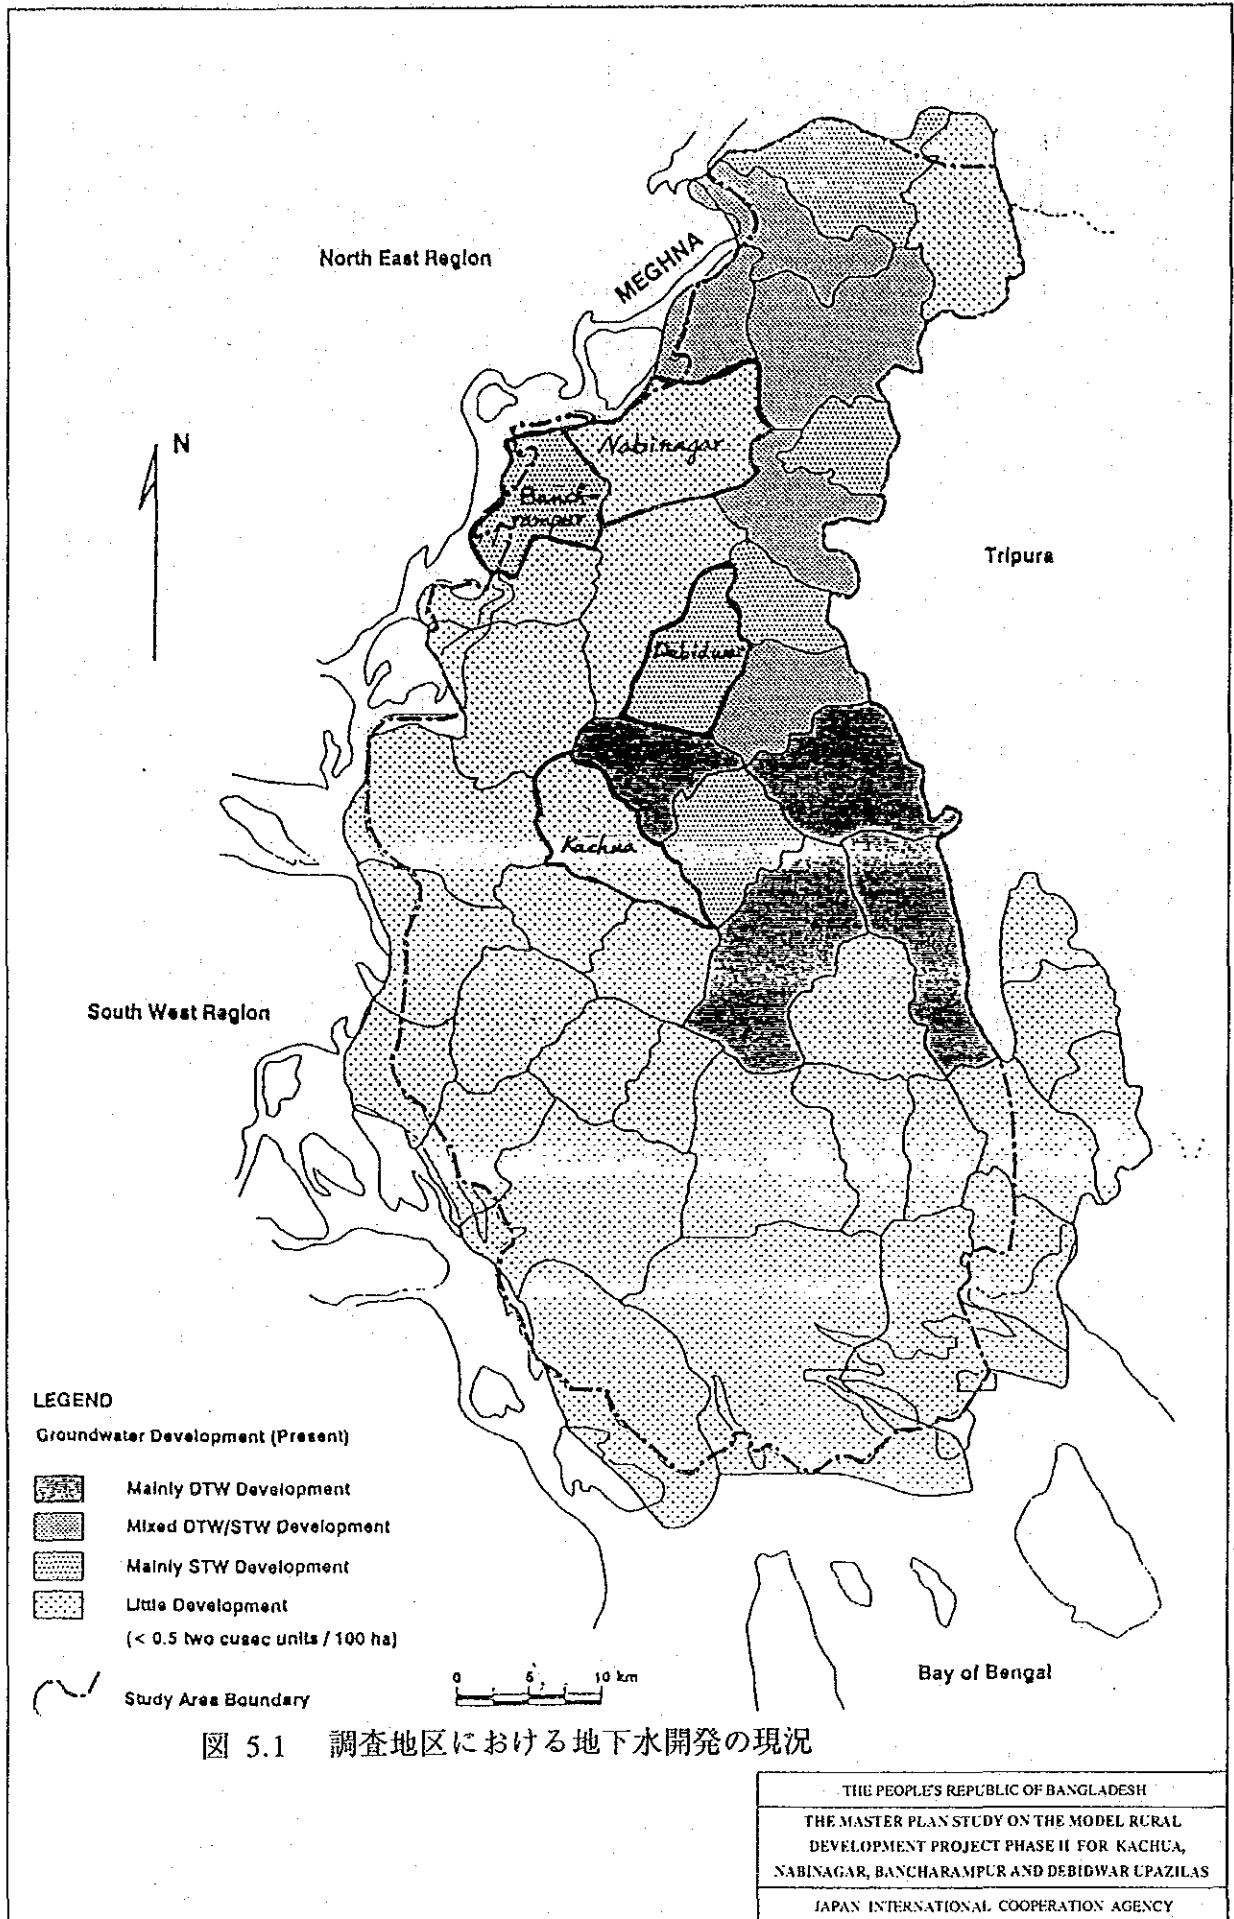 North East Region
MEGHNA
N
Nabinagar
Banch-
rampur
Tripura
Debidwar
Kachua
South West Region
LEGEND
Groundwater Development (Present)
Mainly DTW Development
Mixed DTW/STW Development
Mainly STW Development
Little Development
(< 0.5 two cusec units / 100 ha)
Study Area Boundary
0 5 10 km
Bay of Bengal
図 5.1 調査地区における地下水開発の現況
THE PEOPLE'S REPUBLIC OF BANGLADESH
THE MASTER PLAN STUDY ON THE MODEL RURAL
DEVELOPMENT PROJECT PHASE II FOR KACHUA,
NABINAGAR, BANCHARAMPUR AND DEBIDWAR UPAZILAS
JAPAN INTERNATIONAL COOPERATION AGENCY